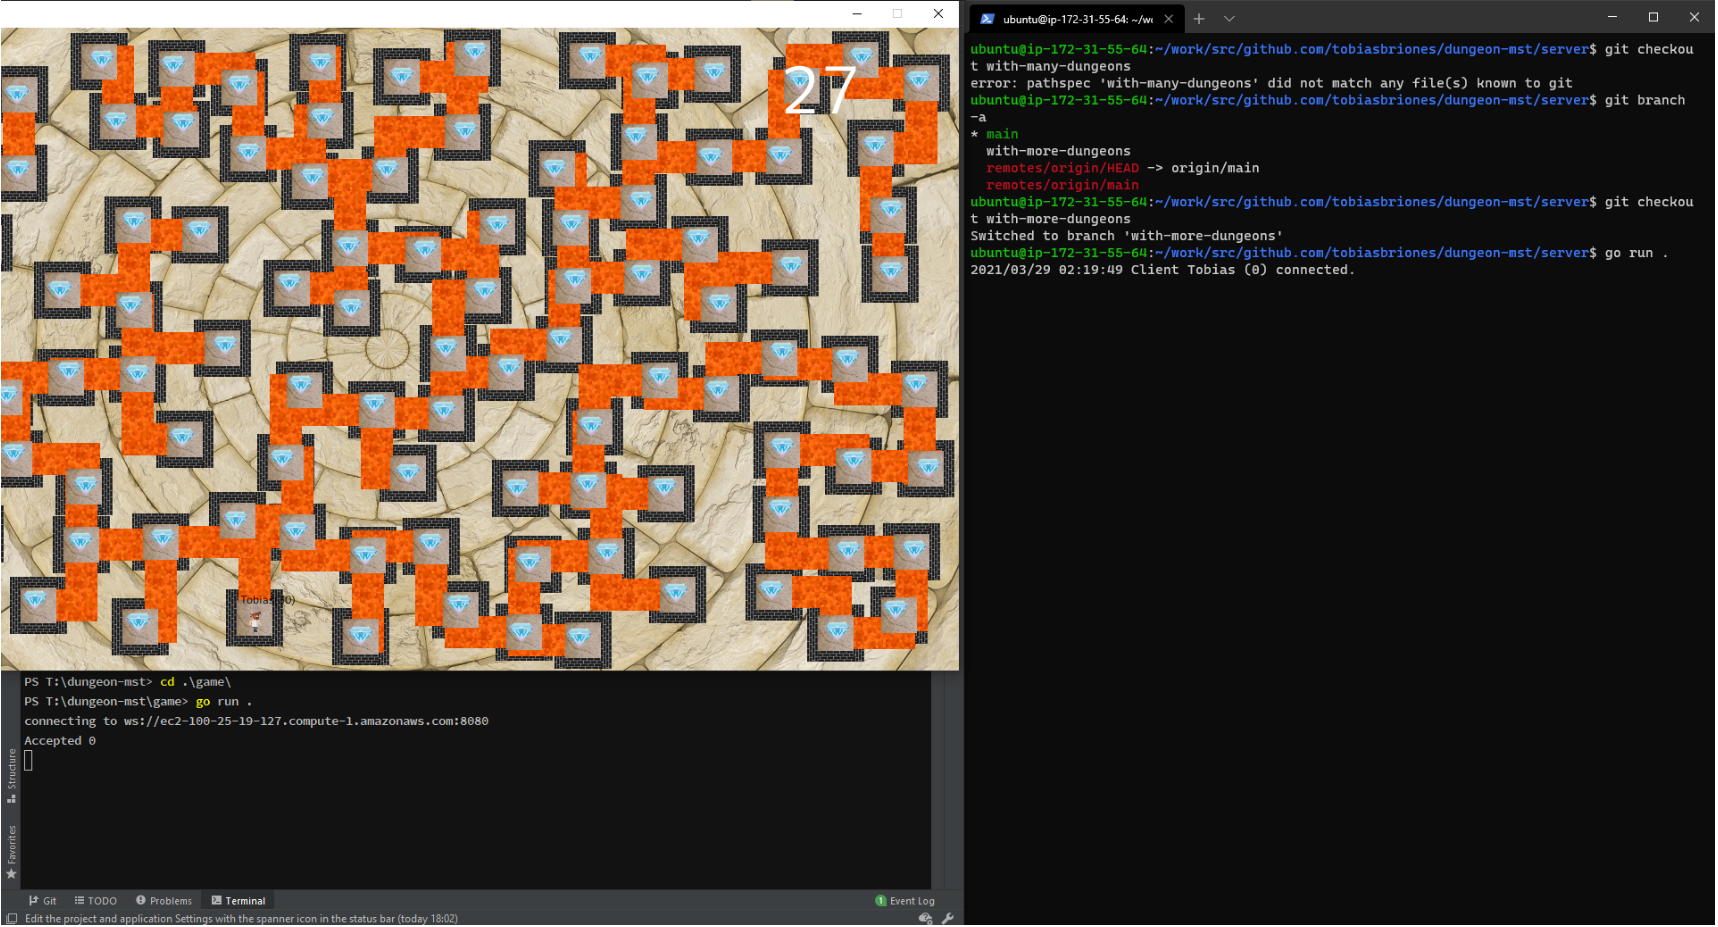 27
Tobias (0)
PS T:\dungeon-mst> cd .\game\
PS T:\dungeon-mst\game> go run .
connecting to ws://ec2-100-25-19-127.compute-1.amazonaws.com:8080
Accepted 0
Structure
Favorites
Git TODO Problems Terminal
1 Event Log
Edit the project and application Settings with the spanner icon in the status bar (today 18:02)
ubuntu@ip-172-31-55-64: ~/w
ubuntu@ip-172-31-55-64:~/work/src/github.com/tobiasbriones/dungeon-mst/server$ git checkou
t with-many-dungeons
error: pathspec 'with-many-dungeons' did not match any file(s) known to git
ubuntu@ip-172-31-55-64:~/work/src/github.com/tobiasbriones/dungeon-mst/server$ git branch
-a
* main
with-more-dungeons
remotes/origin/HEAD -> origin/main
remotes/origin/main
ubuntu@ip-172-31-55-64:~/work/src/github.com/tobiasbriones/dungeon-mst/server$ git checkou
t with-more-dungeons
Switched to branch 'with-more-dungeons'
ubuntu@ip-172-31-55-64:~/work/src/github.com/tobiasbriones/dungeon-mst/server$ go run .
2021/03/29 02:19:49 Client Tobias (0) connected.